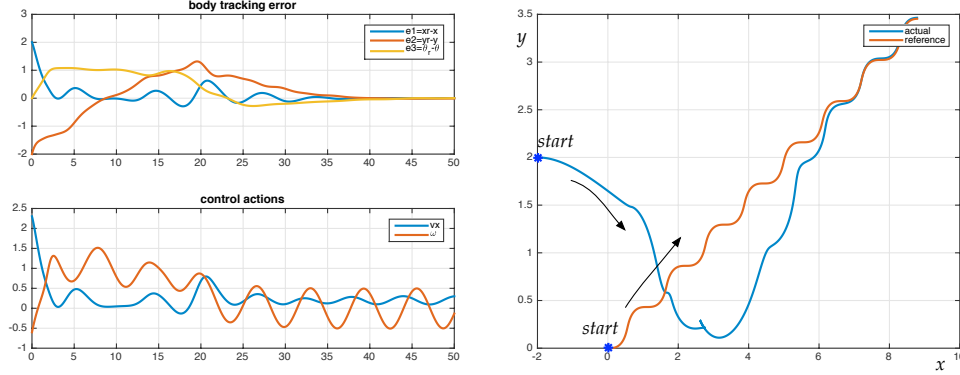 body tracking error
3
2
1
0
-1
-2
0 5 10 15 20 25 30 35 40 45 50
e1=xr-x
e2=yr-y
e3=θ_r-θ
control actions
2.5
2
1.5
1
0.5
0
-0.5
-1
0 5 10 15 20 25 30 35 40 45 50
vx
ω
y
3.5
3
2.5
2
1.5
1
0.5
0
-2 0 2 4 6 8 10
x
actual
reference
start
start